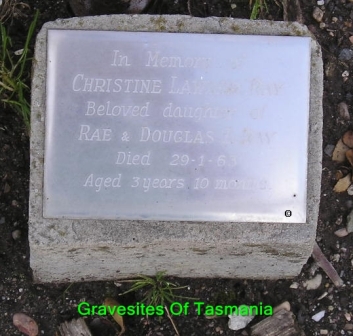 In Memory of
CHRISTINE
Beloved daughter of
RAE & DOUGLAS
Died 29-1-63
Aged 3 years 10 months
Gravesites Of Tasmania